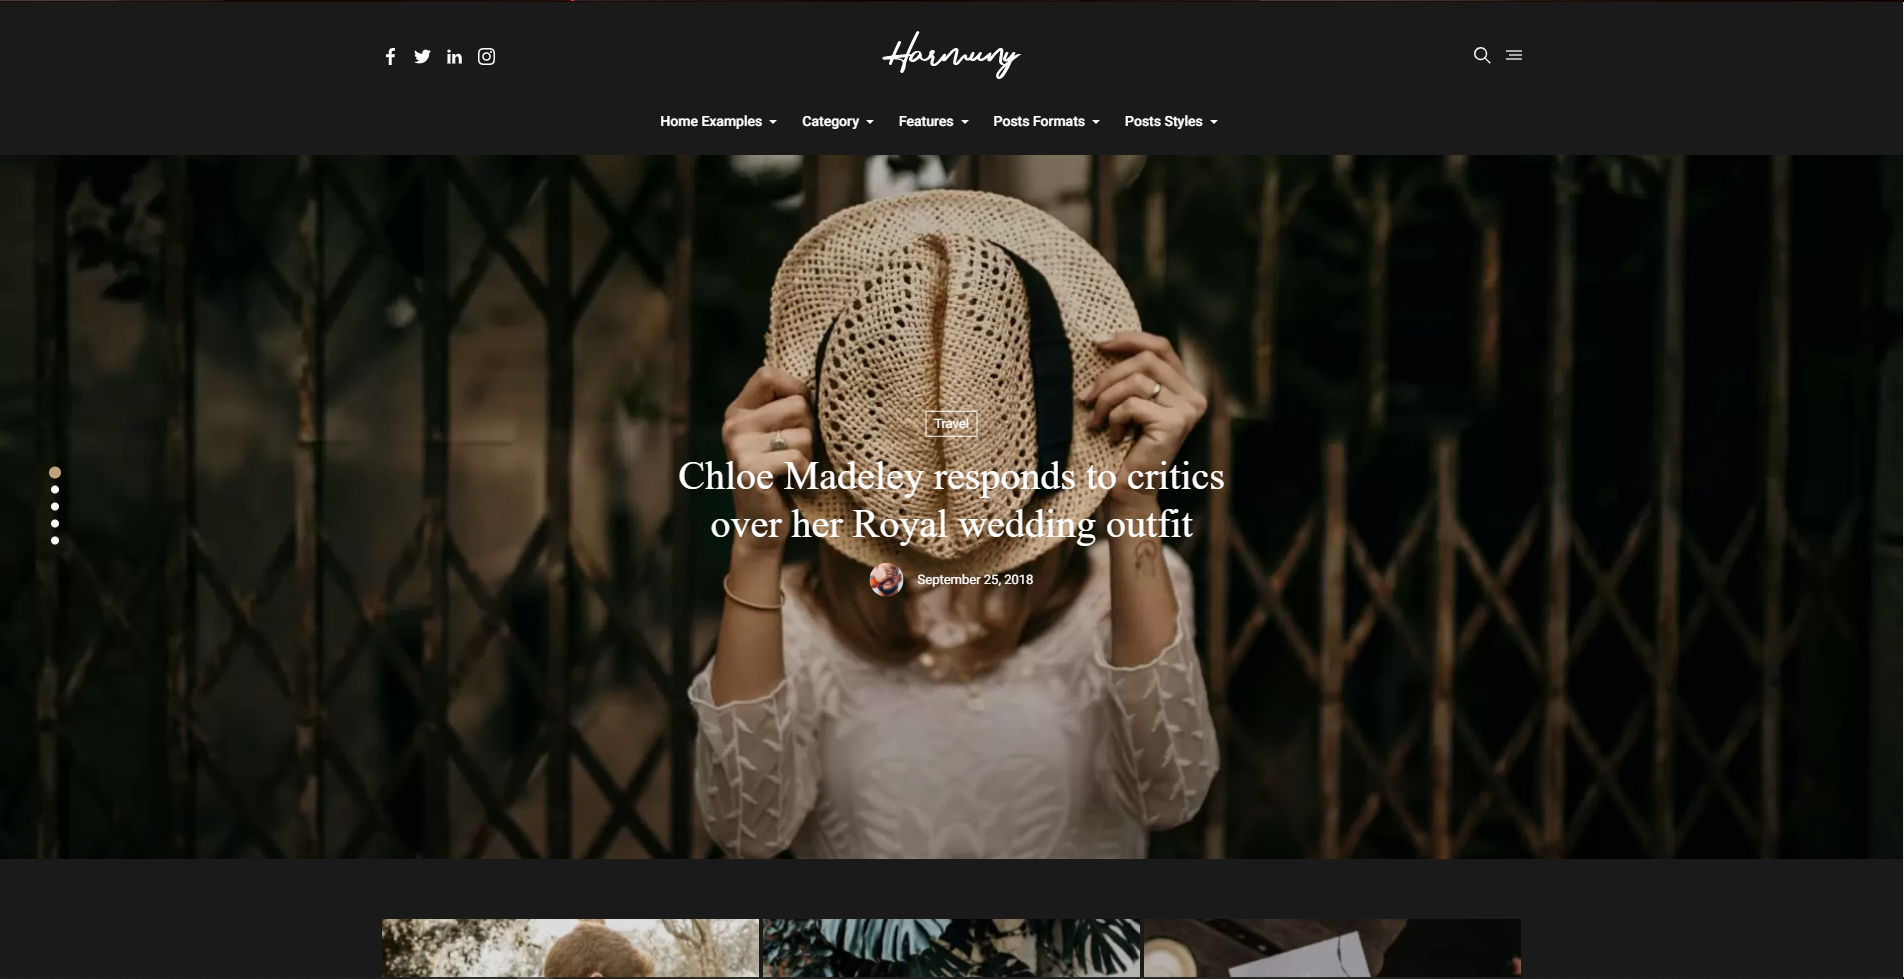 Harmuny
Home Examples
Category
Features
Posts Formats
Posts Styles
Travel
Chloe Madeley responds to critics
over her Royal wedding outfit
September 25, 2018